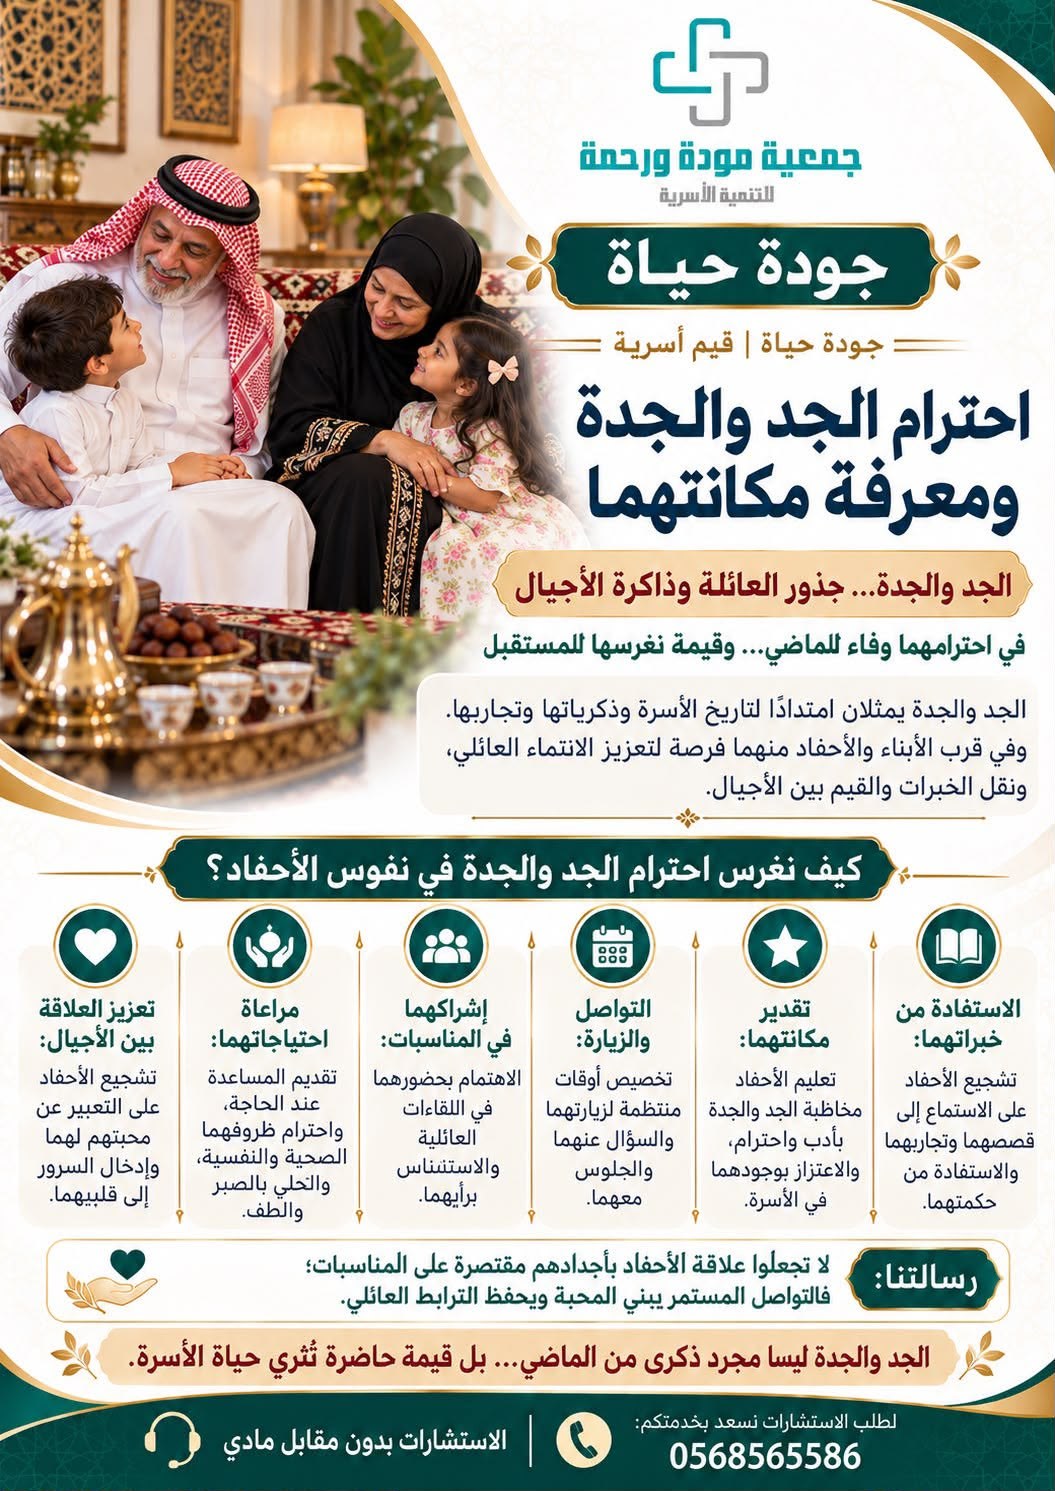 جمعية مودة ورحمة
للتنمية الأسرية
جودة حياة
جودة حياة | قيم أسرية
احترام الجد والجدة
ومعرفة مكانتهما
الجد والجدة... جذور العائلة وذاكرة الأجيال
في احترامهما وفاء للماضي... وقيمة نغرسها للمستقبل
الجد والجدة يمثلان امتدادًا لتاريخ الأسرة وذكرياتها وتجاربها.
وفي قرب الأبناء والأحفاد منهما فرصة لتعزيز الانتماء العائلي،
ونقل الخبرات والقيم بين الأجيال.
كيف نغرس احترام الجد والجدة في نفوس الأحفاد؟
الاستفادة من
خبراتهما:
تشجيع الأحفاد
على الاستماع إلى
قصصهما وتجاربهما
والاستفادة من
حكمتهما.
تقدير
مكانتهما:
تعليم الأحفاد
مخاطبة الجد والجدة
بأدب واحترام،
والاعتزاز بوجودهما
في الأسرة.
التواصل
والزيارة:
تخصيص أوقات
منتظمة لزيارتهما
والسؤال عنهما
والجلوس
معهما.
إشراكهما
في المناسبات:
الاهتمام بحضورهما
في اللقاءات
العائلية
والاستئناس
برأيهما.
مراعاة
احتياجاتهما:
تقديم المساعدة
عند الحاجة،
واحترام ظروفهما
الصحية والنفسية،
والتحلي بالصبر
والطف.
تعزيز العلاقة
بين الأجيال:
تشجيع الأحفاد
على التعبير عن
محبتهم لهما
وإدخال السرور
إلى قلبيهما.
رسالتنا:
لا تجعلوا علاقة الأحفاد بأجدادهم مقتصرة على المناسبات؛
فالتواصل المستمر يبني المحبة ويحفظ الترابط العائلي.
الجد والجدة ليسا مجرد ذكرى من الماضي... بل قيمة حاضرة تُثري حياة الأسرة.
لطلب الاستشارات نسعد بخدمتكم:
0568565586
الاستشارات بدون مقابل مادي